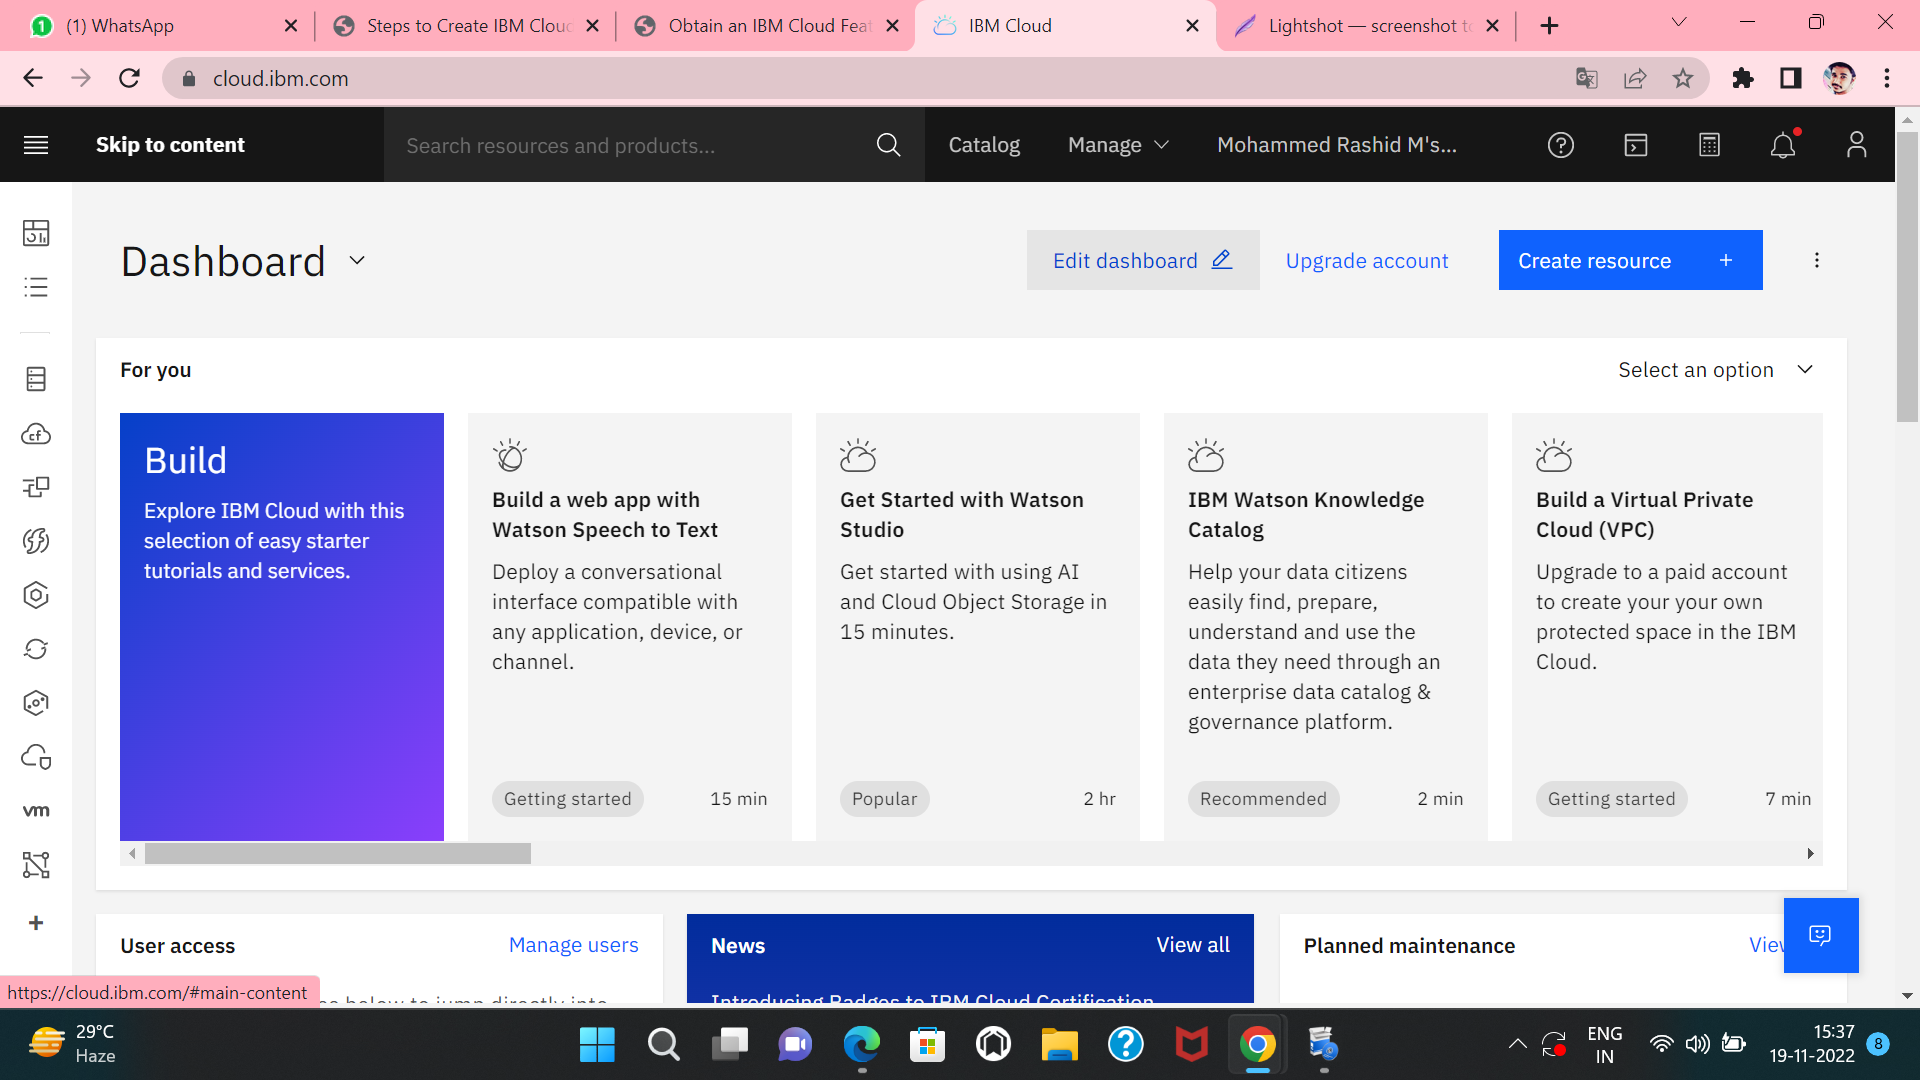 (1) WhatsApp
Steps to Create IBM Cloud
Obtain an IBM Cloud Feat
IBM Cloud
Lightshot — screenshot to
cloud.ibm.com
Skip to content
Search resources and products...
Catalog
Manage
Mohammed Rashid M's...
Dashboard
Edit dashboard
Upgrade account
Create resource +
For you
Select an option
Build
Explore IBM Cloud with this
selection of easy starter
tutorials and services.
Build a web app with
Watson Speech to Text
Deploy a conversational
interface compatible with
any application, device, or
channel.
Getting started
15 min
Get Started with Watson
Studio
Get started with using AI
and Cloud Object Storage in
15 minutes.
Popular
2 hr
IBM Watson Knowledge
Catalog
Help your data citizens
easily find, prepare,
understand and use the
data they need through an
enterprise data catalog &
governance platform.
Recommended
2 min
Build a Virtual Private
Cloud (VPC)
Upgrade to a paid account
to create your your own
protected space in the IBM
Cloud.
Getting started
7 min
cf
vm
User access
Manage users
below to jump directly into
News
View all
Introducing Badges to IBM Cloud Certification
Planned maintenance
View
https://cloud.ibm.com/#main-content
29°C
Haze
ENG
IN
15:37
19-11-2022
8